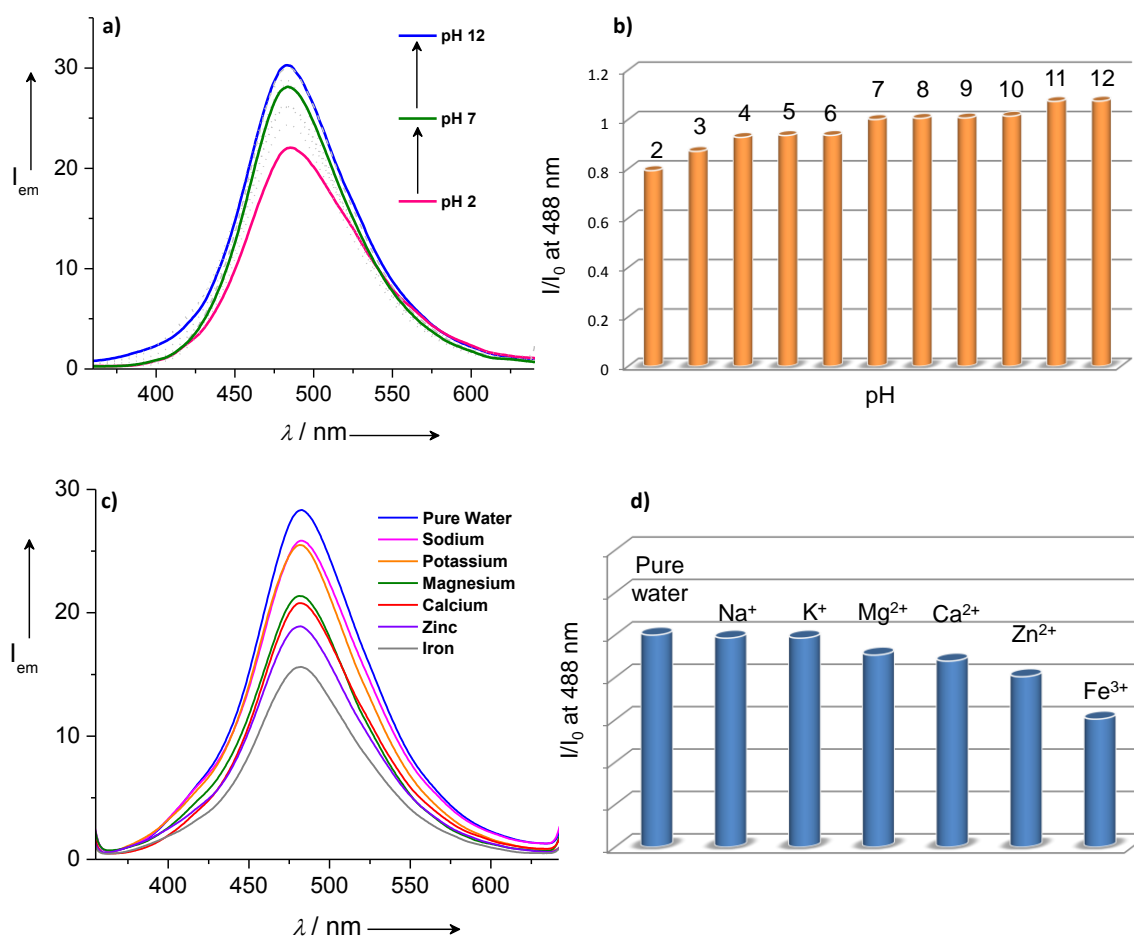 a)
pH 12
pH 7
pH 2
30
20
10
0
I_em
400 450 500 550 600
λ / nm
b)
1.2
1
0.8
0.6
0.4
0.2
0
2 3 4 5 6 7 8 9 10 11 12
I/I₀ at 488 nm
pH
c)
Pure Water
Sodium
Potassium
Magnesium
Calcium
Zinc
Iron
30
20
10
0
I_em
400 450 500 550 600
λ / nm
d)
Pure
water
Na⁺ K⁺ Mg²⁺ Ca²⁺ Zn²⁺ Fe³⁺
I/I₀ at 488 nm